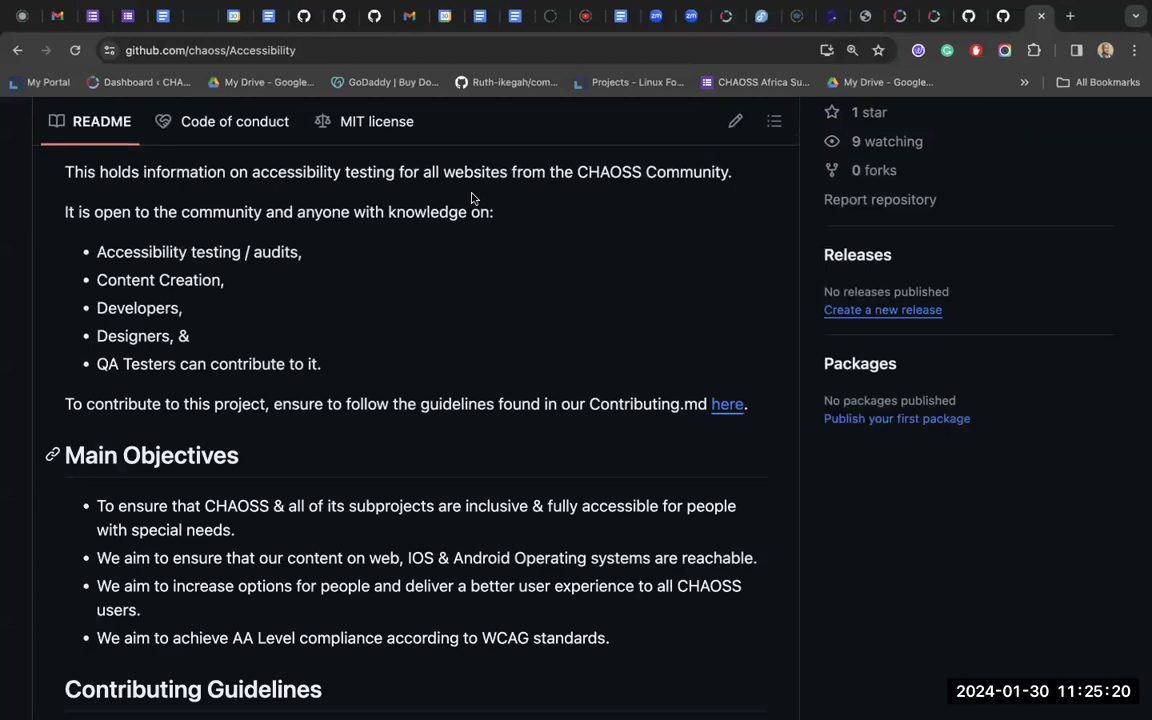 github.com/chaoss/Accessibility
My Portal
Dashboard ‹ CHA...
My Drive - Google...
GoDaddy | Buy Do...
Ruth-ikegah/com...
Projects - Linux Fo...
CHAOSS Africa Su...
My Drive - Google...
»
All Bookmarks
README
Code of conduct
MIT license
This holds information on accessibility testing for all websites from the CHAOSS Community.
It is open to the community and anyone with knowledge on:
• Accessibility testing / audits,
• Content Creation,
• Developers,
• Designers, &
• QA Testers can contribute to it.
To contribute to this project, ensure to follow the guidelines found in our Contributing.md here.
Main Objectives
• To ensure that CHAOSS & all of its subprojects are inclusive & fully accessible for people
with special needs.
• We aim to ensure that our content on web, IOS & Android Operating systems are reachable.
• We aim to increase options for people and deliver a better user experience to all CHAOSS
users.
• We aim to achieve AA Level compliance according to WCAG standards.
Contributing Guidelines
1 star
9 watching
0 forks
Report repository
Releases
No releases published
Create a new release
Packages
No packages published
Publish your first package
2024-01-30 11:25:20